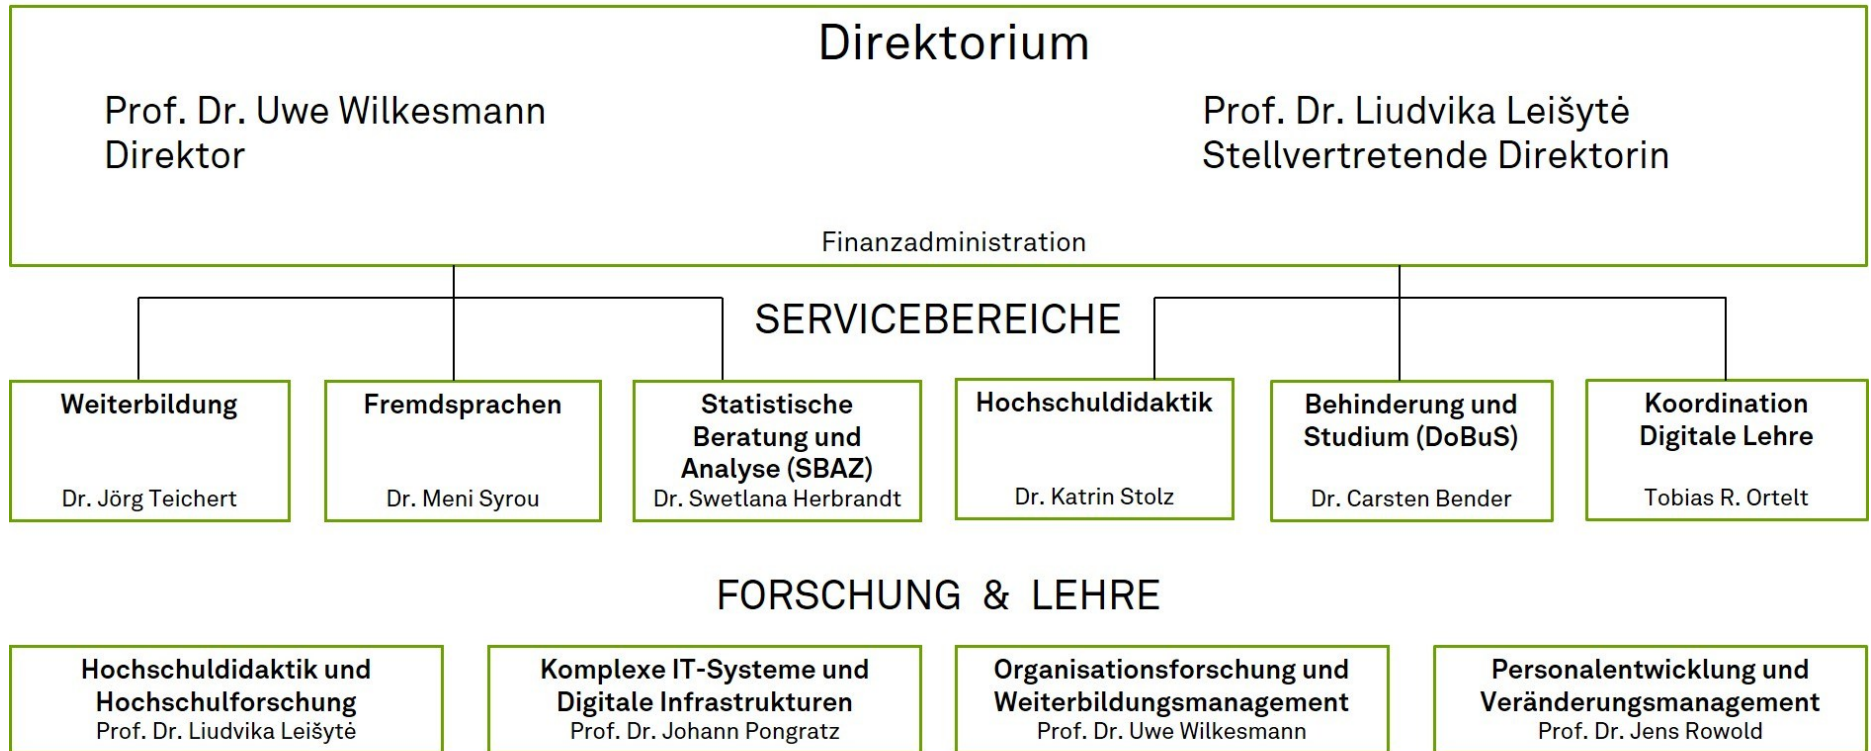 Direktorium
Prof. Dr. Uwe Wilkesmann
Direktor
Prof. Dr. Liudvika Leišytė
Stellvertretende Direktorin
Finanzadministration
SERVICEBEREICHE
Weiterbildung
Dr. Jörg Teichert
Fremdsprachen
Dr. Meni Syrou
Statistische
Beratung und
Analyse (SBAZ)
Dr. Swetlana Herbrandt
Hochschuldidaktik
Dr. Katrin Stolz
Behinderung und
Studium (DoBuS)
Dr. Carsten Bender
Koordination
Digitale Lehre
Tobias R. Ortelt
FORSCHUNG & LEHRE
Hochschuldidaktik und
Hochschulforschung
Prof. Dr. Liudvika Leišytė
Komplexe IT-Systeme und
Digitale Infrastrukturen
Prof. Dr. Johann Pongratz
Organisationsforschung und
Weiterbildungsmanagement
Prof. Dr. Uwe Wilkesmann
Personalentwicklung und
Veränderungsmanagement
Prof. Dr. Jens Rowold